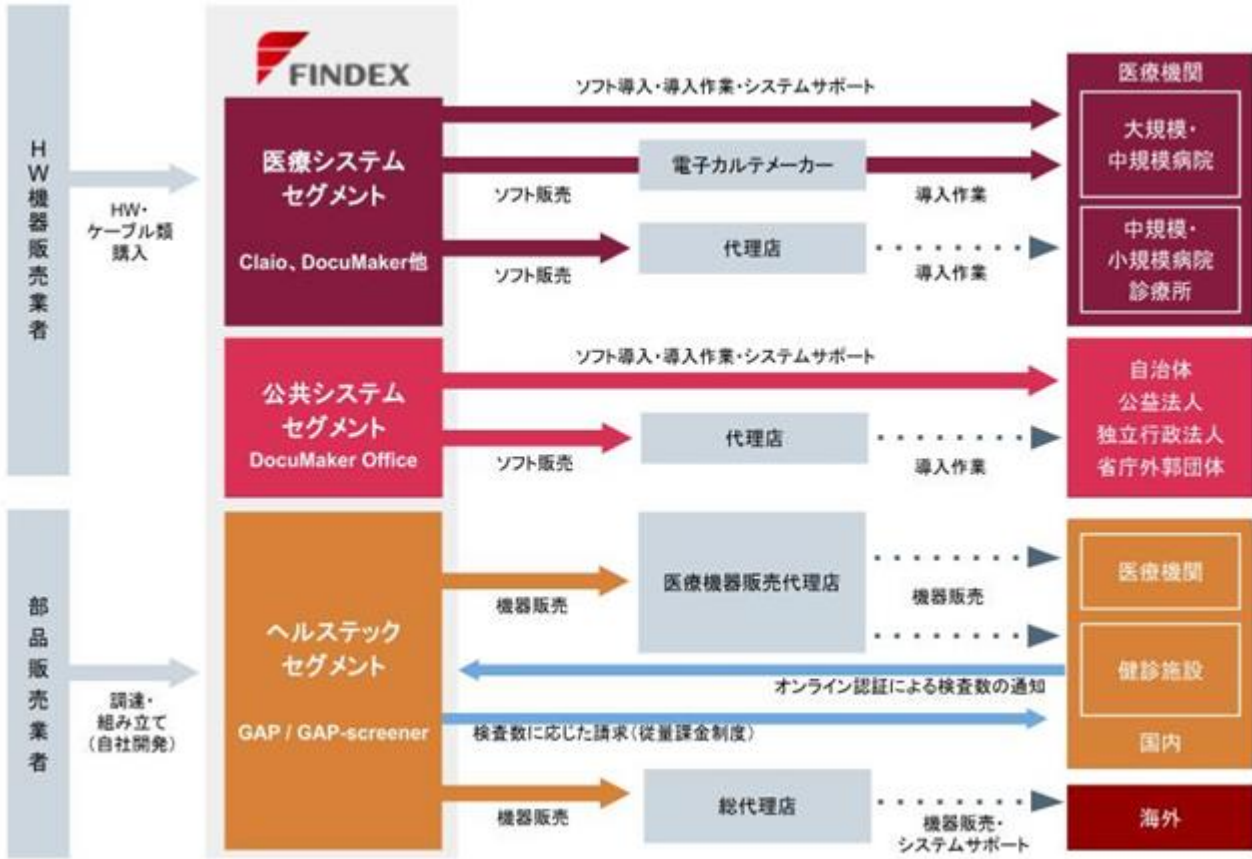 HW機器販売業者
HW・
ケーブル類
購入
部品販売業者
調達・
組み立て
(自社開発)
FINDEX
医療システム
セグメント
Claio、DocuMaker他
ソフト導入・導入作業・システムサポート
ソフト販売
電子カルテメーカー
導入作業
ソフト販売
代理店
導入作業
医療機関
大規模・
中規模病院
中規模・
小規模病院
診療所
公共システム
セグメント
DocuMaker Office
ソフト導入・導入作業・システムサポート
ソフト販売
代理店
導入作業
自治体
公益法人
独立行政法人
省庁外郭団体
ヘルステック
セグメント
GAP / GAP-screener
機器販売
医療機器販売代理店
機器販売
オンライン認証による検査数の通知
検査数に応じた請求(従量課金制度)
医療機関
健診施設
国内
機器販売
総代理店
機器販売・
システムサポート
海外